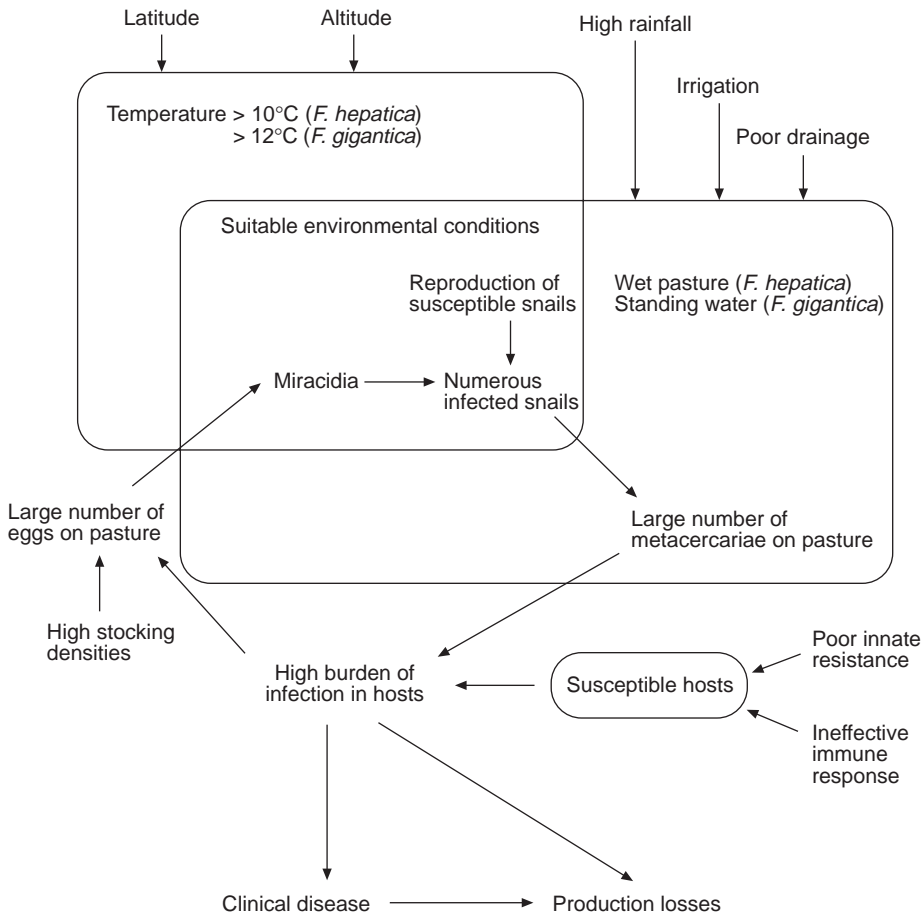 Latitude
Altitude
High rainfall
Irrigation
Poor drainage
Temperature > 10°C (F. hepatica)
> 12°C (F. gigantica)
Suitable environmental conditions
Reproduction of
susceptible snails
Wet pasture (F. hepatica)
Standing water (F. gigantica)
Miracidia
Numerous
infected snails
Large number of
eggs on pasture
Large number of
metacercariae on pasture
High stocking
densities
High burden of
infection in hosts
Susceptible hosts
Poor innate
resistance
Ineffective
immune
response
Clinical disease
Production losses